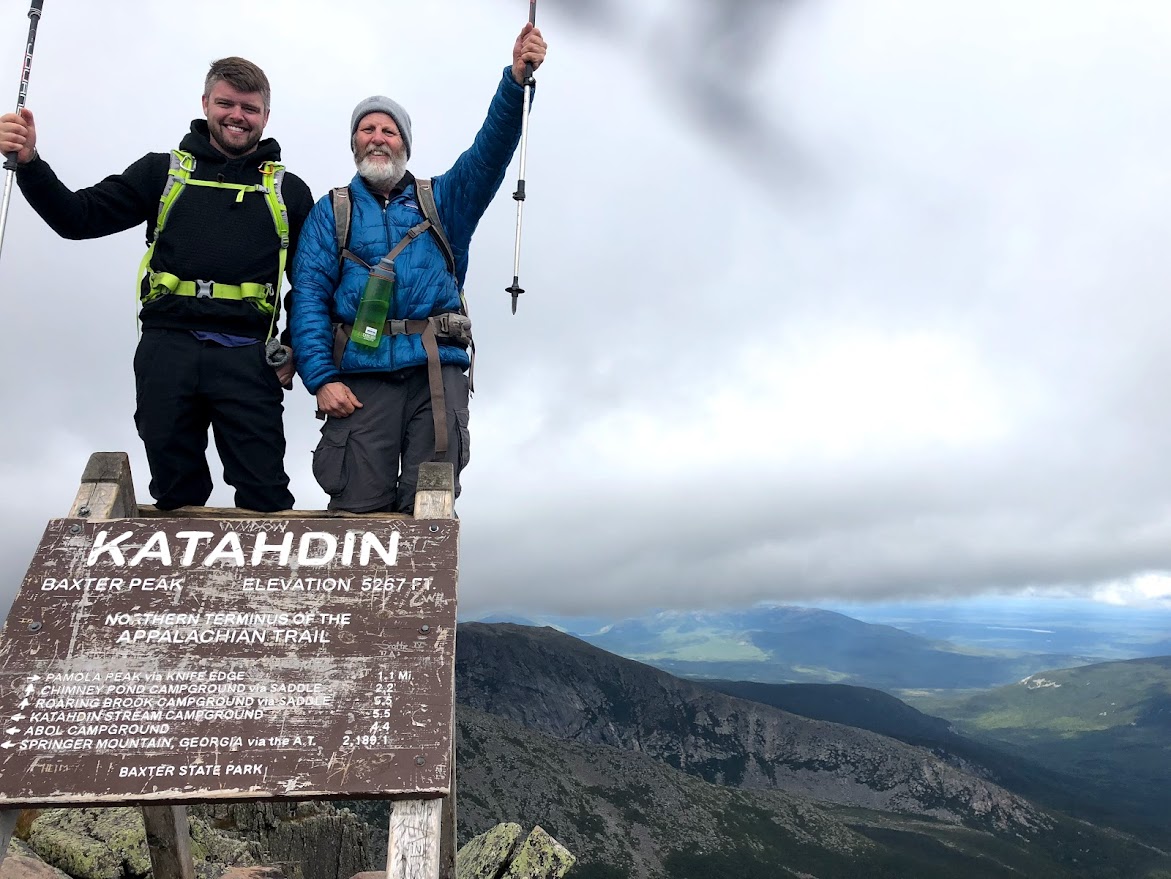 KATAHDIN
BAXTER PEAK ELEVATION 5267 FT.
NORTHERN TERMINUS OF THE
APPALACHIAN TRAIL
PAMOLA PEAK via KNIFE EDGE 1.1 Mi.
CHIMNEY POND CAMPGROUND via SADDLE 2.2
ROARING BROOK CAMPGROUND via SADDLE 5.5
KATAHDIN STREAM CAMPGROUND 5.5
ABOL CAMPGROUND 4.4
SPRINGER MOUNTAIN, GEORGIA via the A.T. 2,189.1
BAXTER STATE PARK